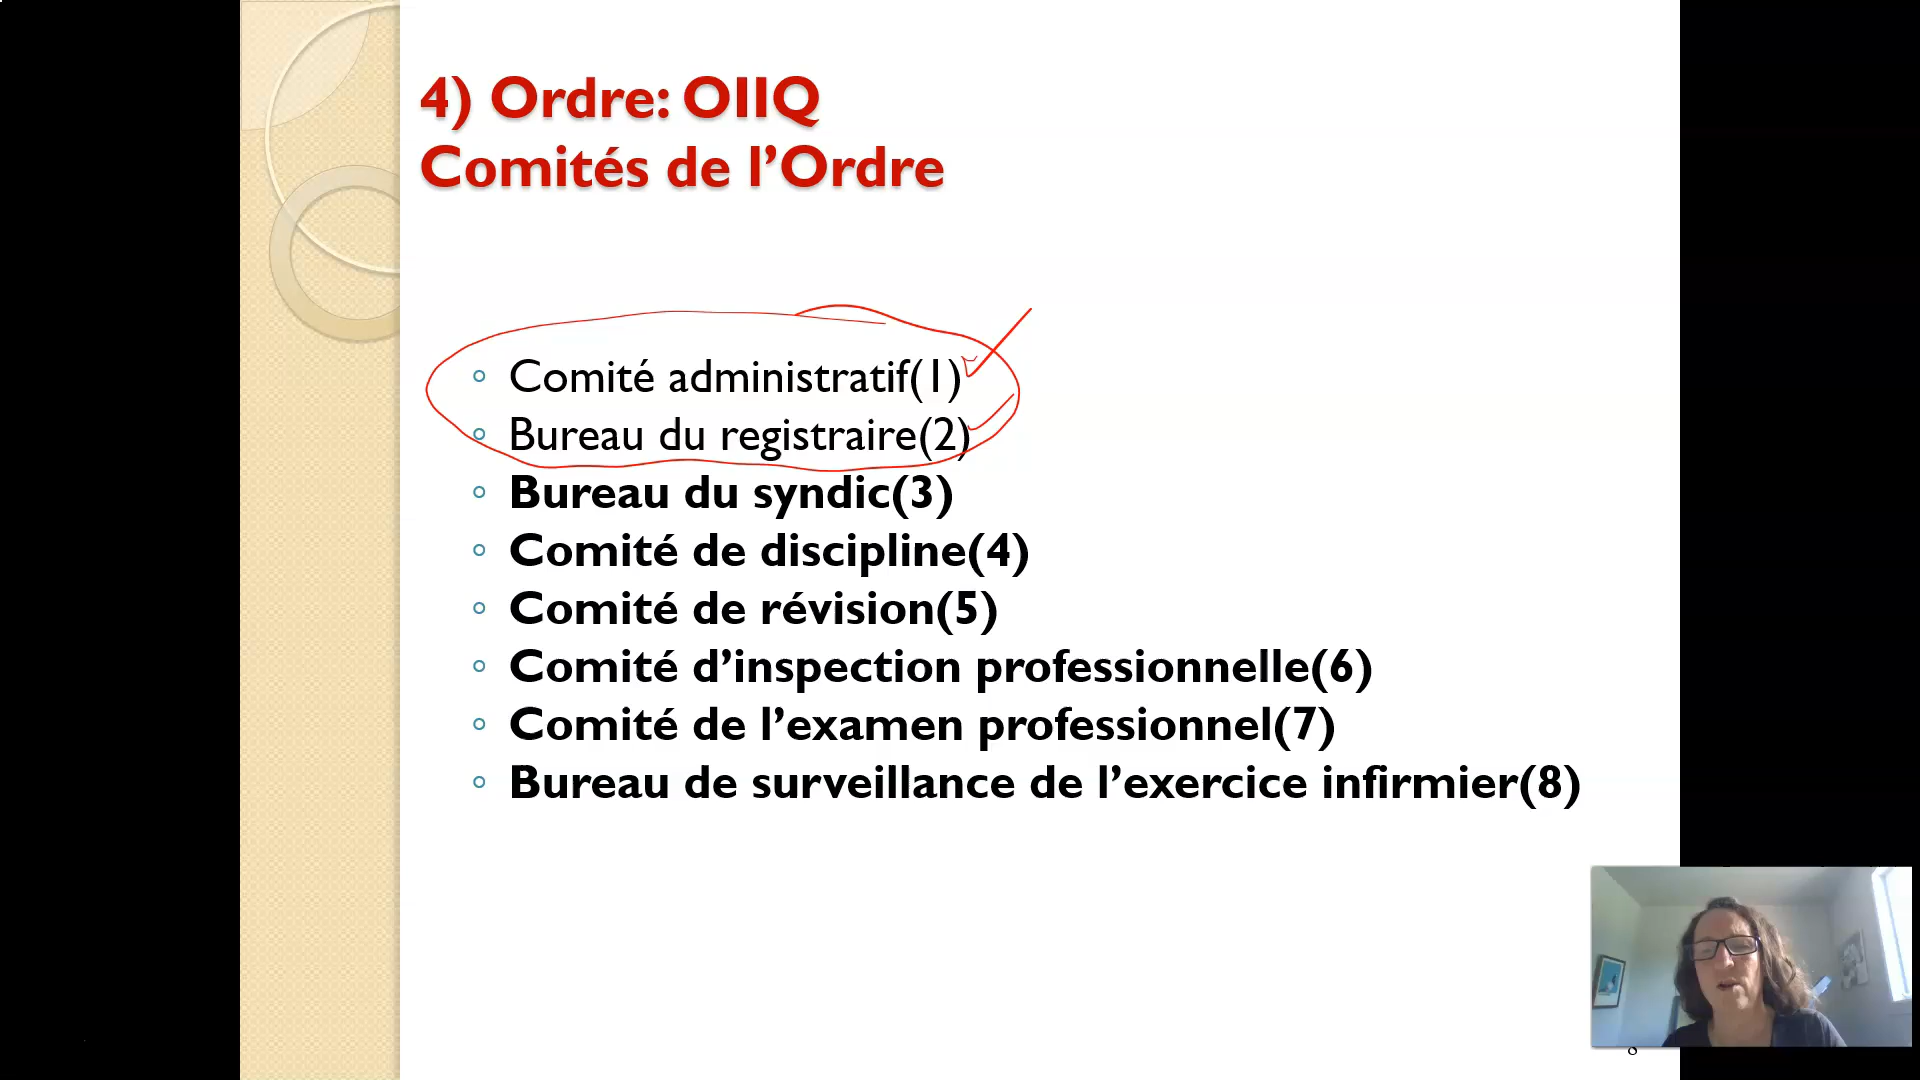 4) Ordre: OIIQ
Comités de l’Ordre
Comité administratif(1)
Bureau du registraire(2)
Bureau du syndic(3)
Comité de discipline(4)
Comité de révision(5)
Comité d’inspection professionnelle(6)
Comité de l’examen professionnel(7)
Bureau de surveillance de l’exercice infirmier(8)
8